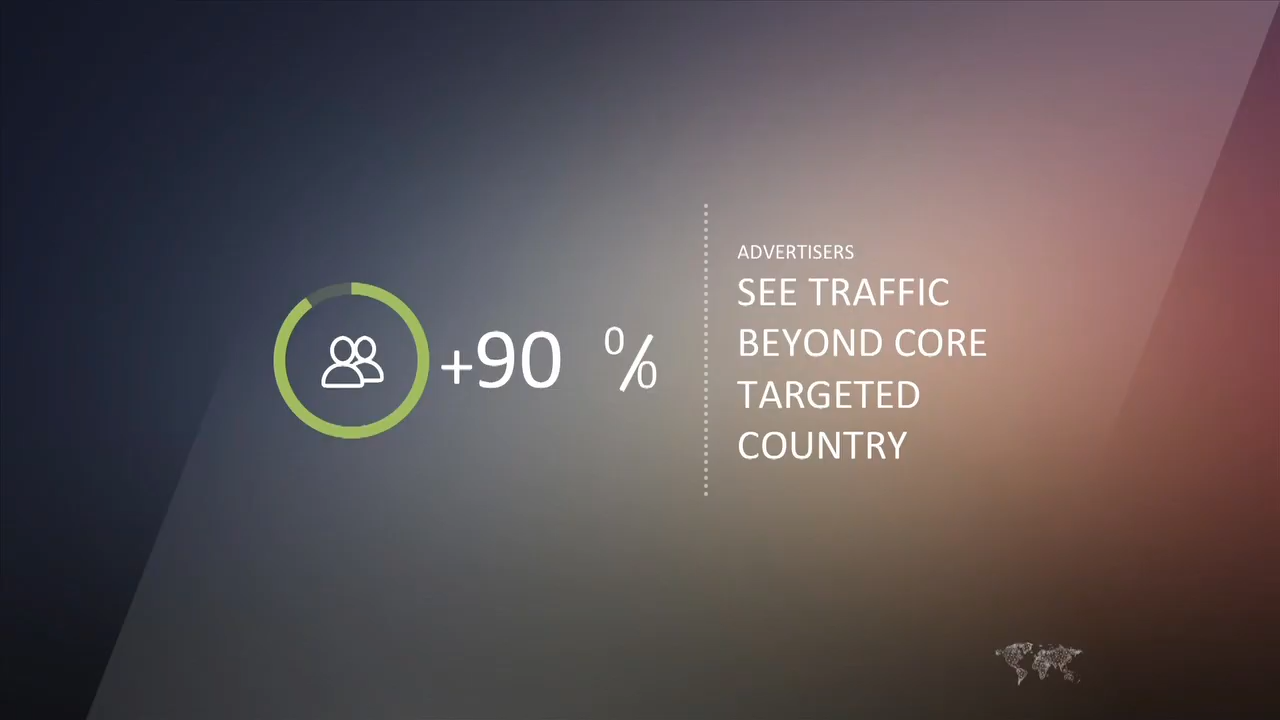 +90 %
ADVERTISERS
SEE TRAFFIC
BEYOND CORE
TARGETED
COUNTRY